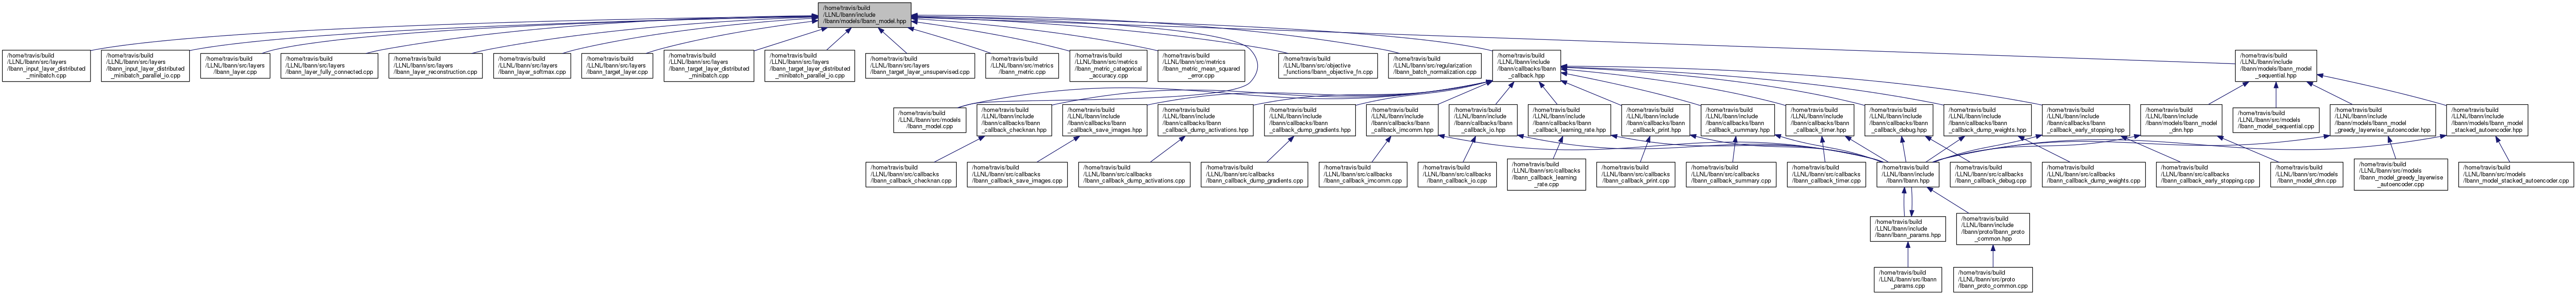 /home/travis/build
/LLNL/lbann/include
/lbann/models/lbann_model.hpp
/home/travis/build
/LLNL/lbann/src/layers
/lbann_input_layer_distributed
_minibatch.cpp
/home/travis/build
/LLNL/lbann/src/layers
/lbann_input_layer_distributed
_minibatch_parallel_io.cpp
/home/travis/build
/LLNL/lbann/src/layers
/lbann_layer.cpp
/home/travis/build
/LLNL/lbann/src/layers
/lbann_layer_fully_connected.cpp
/home/travis/build
/LLNL/lbann/src/layers
/lbann_layer_reconstruction.cpp
/home/travis/build
/LLNL/lbann/src/layers
/lbann_layer_softmax.cpp
/home/travis/build
/LLNL/lbann/src/layers
/lbann_target_layer.cpp
/home/travis/build
/LLNL/lbann/src/layers
/lbann_target_layer_distributed
_minibatch.cpp
/home/travis/build
/LLNL/lbann/src/layers
/lbann_target_layer_distributed
_minibatch_parallel_io.cpp
/home/travis/build
/LLNL/lbann/src/layers
/lbann_target_layer_unsupervised.cpp
/home/travis/build
/LLNL/lbann/src/metrics
/lbann_metric.cpp
/home/travis/build
/LLNL/lbann/src/metrics
/lbann_metric_categorical
_accuracy.cpp
/home/travis/build
/LLNL/lbann/src/metrics
/lbann_metric_mean_squared
_error.cpp
/home/travis/build
/LLNL/lbann/src/objective
_functions/lbann_objective_fn.cpp
/home/travis/build
/LLNL/lbann/src/regularization
/lbann_batch_normalization.cpp
/home/travis/build
/LLNL/lbann/include
/lbann/callbacks/lbann
_callback.hpp
/home/travis/build
/LLNL/lbann/include
/lbann/models/lbann_model
_sequential.hpp
/home/travis/build
/LLNL/lbann/src/models
/lbann_model.cpp
/home/travis/build
/LLNL/lbann/include
/lbann/callbacks/lbann
_callback_checknan.hpp
/home/travis/build
/LLNL/lbann/include
/lbann/callbacks/lbann
_callback_save_images.hpp
/home/travis/build
/LLNL/lbann/include
/lbann/callbacks/lbann
_callback_dump_activations.hpp
/home/travis/build
/LLNL/lbann/include
/lbann/callbacks/lbann
_callback_dump_gradients.hpp
/home/travis/build
/LLNL/lbann/include
/lbann/callbacks/lbann
_callback_imcomm.hpp
/home/travis/build
/LLNL/lbann/include
/lbann/callbacks/lbann
_callback_io.hpp
/home/travis/build
/LLNL/lbann/include
/lbann/callbacks/lbann
_callback_learning_rate.hpp
/home/travis/build
/LLNL/lbann/include
/lbann/callbacks/lbann
_callback_print.hpp
/home/travis/build
/LLNL/lbann/include
/lbann/callbacks/lbann
_callback_summary.hpp
/home/travis/build
/LLNL/lbann/include
/lbann/callbacks/lbann
_callback_timer.hpp
/home/travis/build
/LLNL/lbann/include
/lbann/callbacks/lbann
_callback_debug.hpp
/home/travis/build
/LLNL/lbann/include
/lbann/callbacks/lbann
_callback_dump_weights.hpp
/home/travis/build
/LLNL/lbann/include
/lbann/callbacks/lbann
_callback_early_stopping.hpp
/home/travis/build
/LLNL/lbann/include
/lbann/models/lbann_model
_dnn.hpp
/home/travis/build
/LLNL/lbann/src/models
/lbann_model_sequential.cpp
/home/travis/build
/LLNL/lbann/include
/lbann/models/lbann_model
_greedy_layerwise_autoencoder.hpp
/home/travis/build
/LLNL/lbann/include
/lbann/models/lbann_model
_stacked_autoencoder.hpp
/home/travis/build
/LLNL/lbann/src/callbacks
/lbann_callback_checknan.cpp
/home/travis/build
/LLNL/lbann/src/callbacks
/lbann_callback_save_images.cpp
/home/travis/build
/LLNL/lbann/src/callbacks
/lbann_callback_dump_activations.cpp
/home/travis/build
/LLNL/lbann/src/callbacks
/lbann_callback_dump_gradients.cpp
/home/travis/build
/LLNL/lbann/src/callbacks
/lbann_callback_imcomm.cpp
/home/travis/build
/LLNL/lbann/src/callbacks
/lbann_callback_io.cpp
/home/travis/build
/LLNL/lbann/src/callbacks
/lbann_callback_learning
_rate.cpp
/home/travis/build
/LLNL/lbann/src/callbacks
/lbann_callback_print.cpp
/home/travis/build
/LLNL/lbann/src/callbacks
/lbann_callback_summary.cpp
/home/travis/build
/LLNL/lbann/src/callbacks
/lbann_callback_timer.cpp
/home/travis/build
/LLNL/lbann/include
/lbann/lbann.hpp
/home/travis/build
/LLNL/lbann/src/callbacks
/lbann_callback_debug.cpp
/home/travis/build
/LLNL/lbann/src/callbacks
/lbann_callback_dump_weights.cpp
/home/travis/build
/LLNL/lbann/src/callbacks
/lbann_callback_early_stopping.cpp
/home/travis/build
/LLNL/lbann/src/models
/lbann_model_dnn.cpp
/home/travis/build
/LLNL/lbann/src/models
/lbann_model_greedy_layerwise
_autoencoder.cpp
/home/travis/build
/LLNL/lbann/src/models
/lbann_model_stacked_autoencoder.cpp
/home/travis/build
/LLNL/lbann/include
/lbann/lbann_params.hpp
/home/travis/build
/LLNL/lbann/include
/lbann/proto/lbann_proto
_common.hpp
/home/travis/build
/LLNL/lbann/src/lbann
_params.cpp
/home/travis/build
/LLNL/lbann/src/proto
/lbann_proto_common.cpp